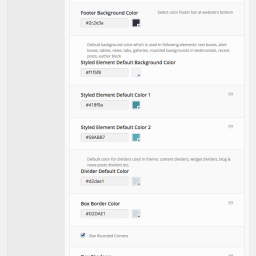 Footer Background Color
Select color footer bar at website's bottom
#2c2c3a
Default background color which is used in following elements: text boxes, alert
boxes, tables, news, tabs, galleries, rounded backgrounds in testimonials, recent
posts, author block
Styled Element Default Background Color
#f1f5f8
Styled Element Default Color 1
Styled Element Default Color 2
#58ABB7
Default color for dividers used in theme: content dividers, widget dividers, blog &
news posts dividers etc.
Divider Default Color
#d2dae1
Box Border Color
#D2DAE1
Box Rounded Corners